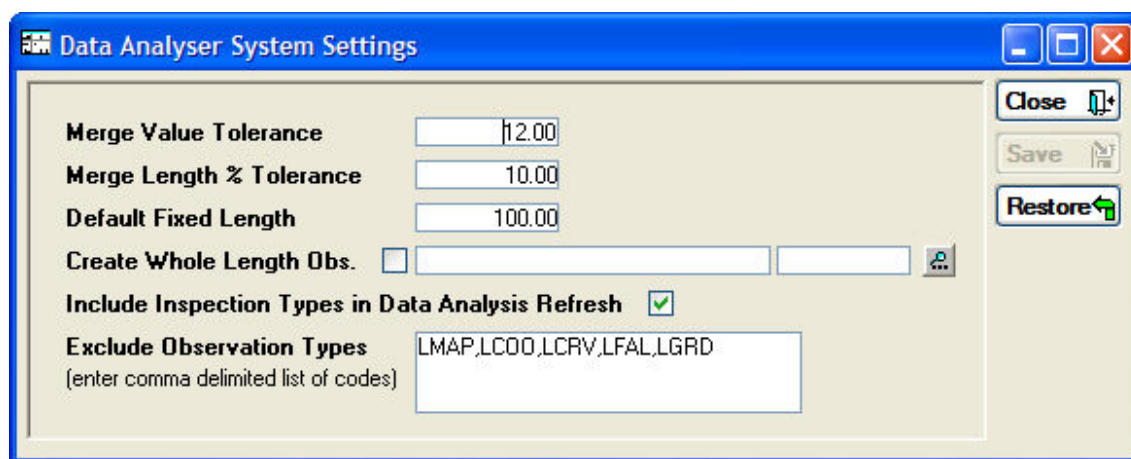 Data Analyser System Settings
Close
Merge Value Tolerance 12.00
Save
Merge Length % Tolerance 10.00
Restore
Default Fixed Length 100.00
Create Whole Length Obs.
Include Inspection Types in Data Analysis Refresh
Exclude Observation Types LMAP,LCOO,LCRV,LFAL,LGRD
(enter comma delimited list of codes)